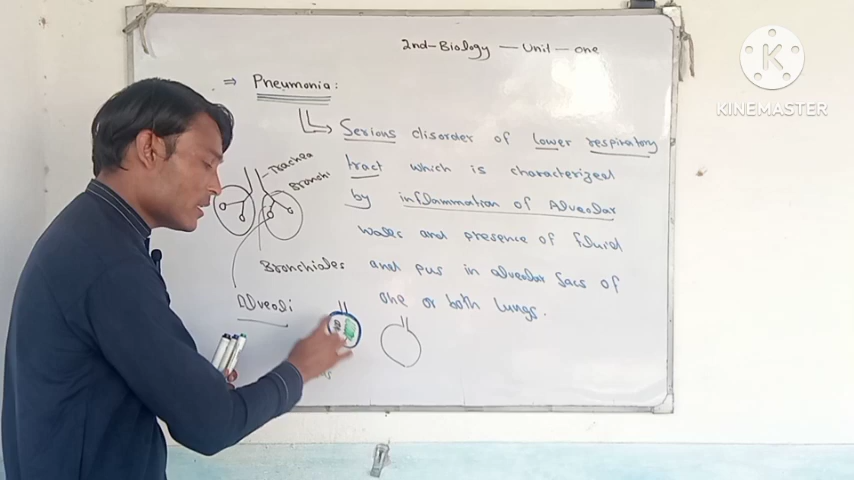 2nd-Biology — Unit — one
KINEMASTER
⇒ Pneumonia:
Serious disorder of lower respiratory
tract which is characterized
by inflammation of Alveolar
walls and presence of fluid
and pus in alveolar sacs of
one or both lungs.
Trachea
Bronchi
Bronchioles
Alveoli